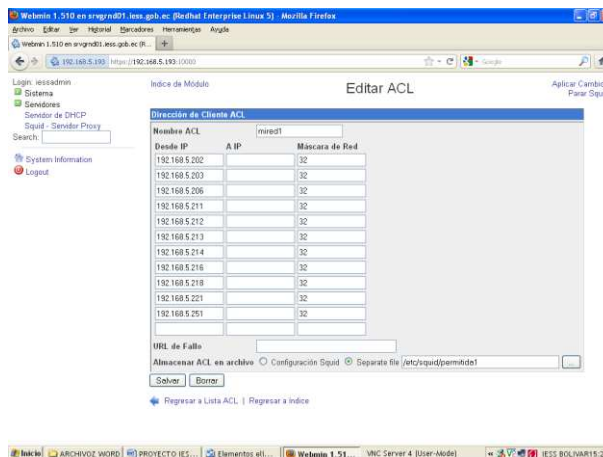 Webmin 1.510 en srvgrnd01.iess.gob.ec (Redhat Enterprise Linux 5) - Mozilla Firefox
Archivo Editar Ver Historial Marcadores Herramientas Ayuda
Webmin 1.510 en srvgrnd01.iess.gob.ec (R...
192.168.5.193 https://192.168.5.193:10000 Google
Login: iessadmin
Sistema
Servidores
Servidor de DHCP
Squid - Servidor Proxy
Search:
System Information
Logout
Índice de Módulo
Editar ACL
Aplicar Cambio
Parar Squ
Dirección de Cliente ACL
Nombre ACL mired1
Desde IP A IP Máscara de Red
192.168.5.202 32
192.168.5.203 32
192.168.5.206 32
192.168.5.211 32
192.168.5.212 32
192.168.5.213 32
192.168.5.214 32
192.168.5.216 32
192.168.5.218 32
192.168.5.221 32
192.168.5.251 32
URL de Fallo
Almacenar ACL en archivo Configuración Squid Separate file /etc/squid/permitida1 ...
Salvar Borrar
Regresar a Lista ACL | Regresar a índice
Inicio ARCHIVOZ WORD PROYECTO IES... Elementos eli... Webmin 1.51... VNC Server 4 (User-Mode) « IESS BOLIVAR 15:2